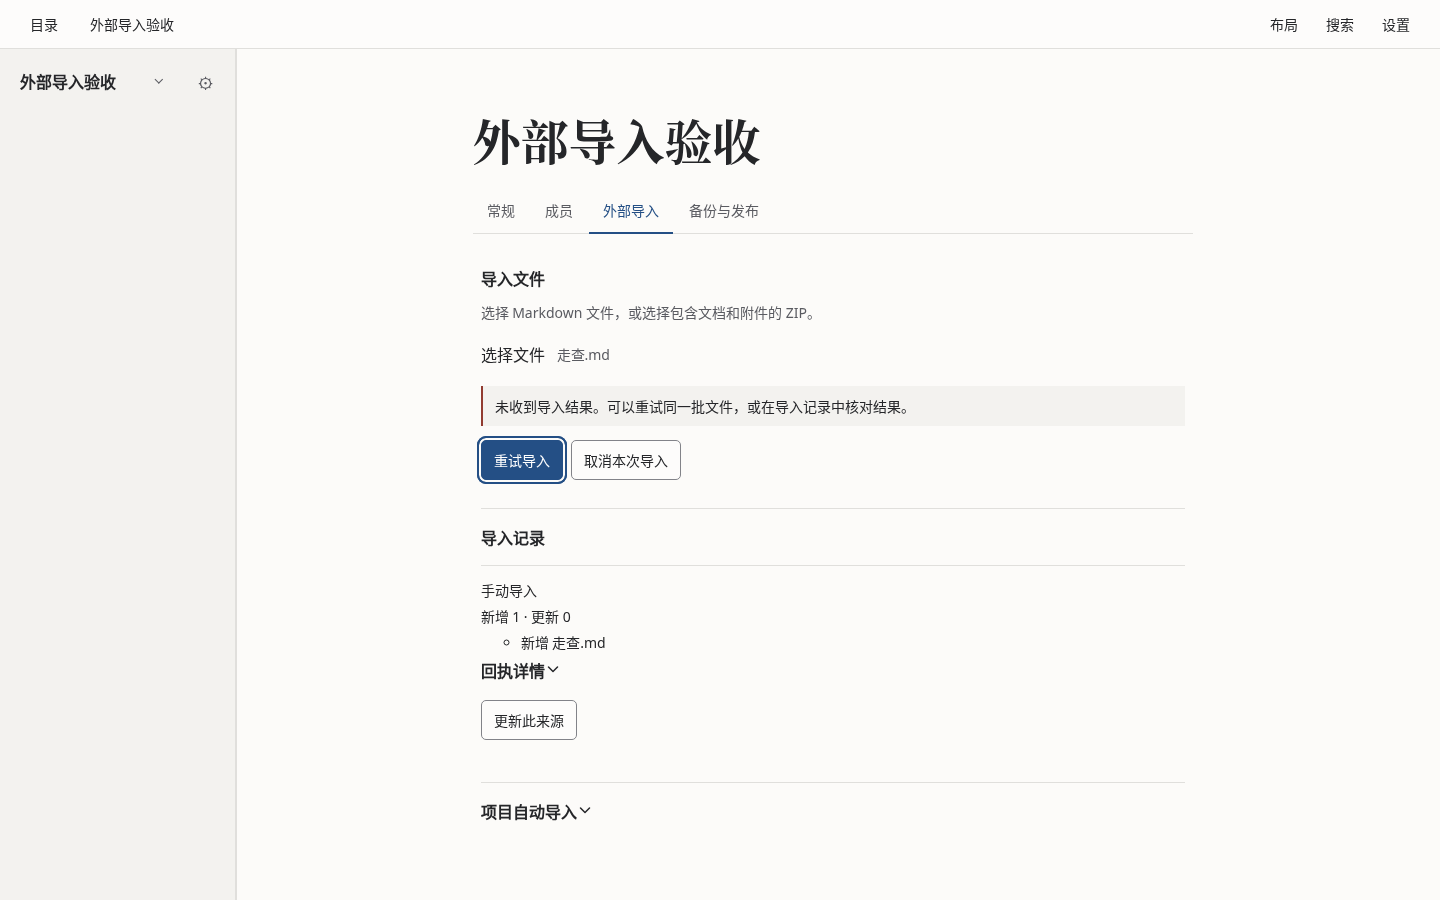 目录 外部导入验收 布局 搜索 设置
外部导入验收
外部导入验收
常规 成员 外部导入 备份与发布
导入文件
选择 Markdown 文件，或选择包含文档和附件的 ZIP。
选择文件 走查.md
未收到导入结果。可以重试同一批文件，或在导入记录中核对结果。
重试导入 取消本次导入
导入记录
手动导入
新增 1 · 更新 0
新增 走查.md
回执详情
更新此来源
项目自动导入